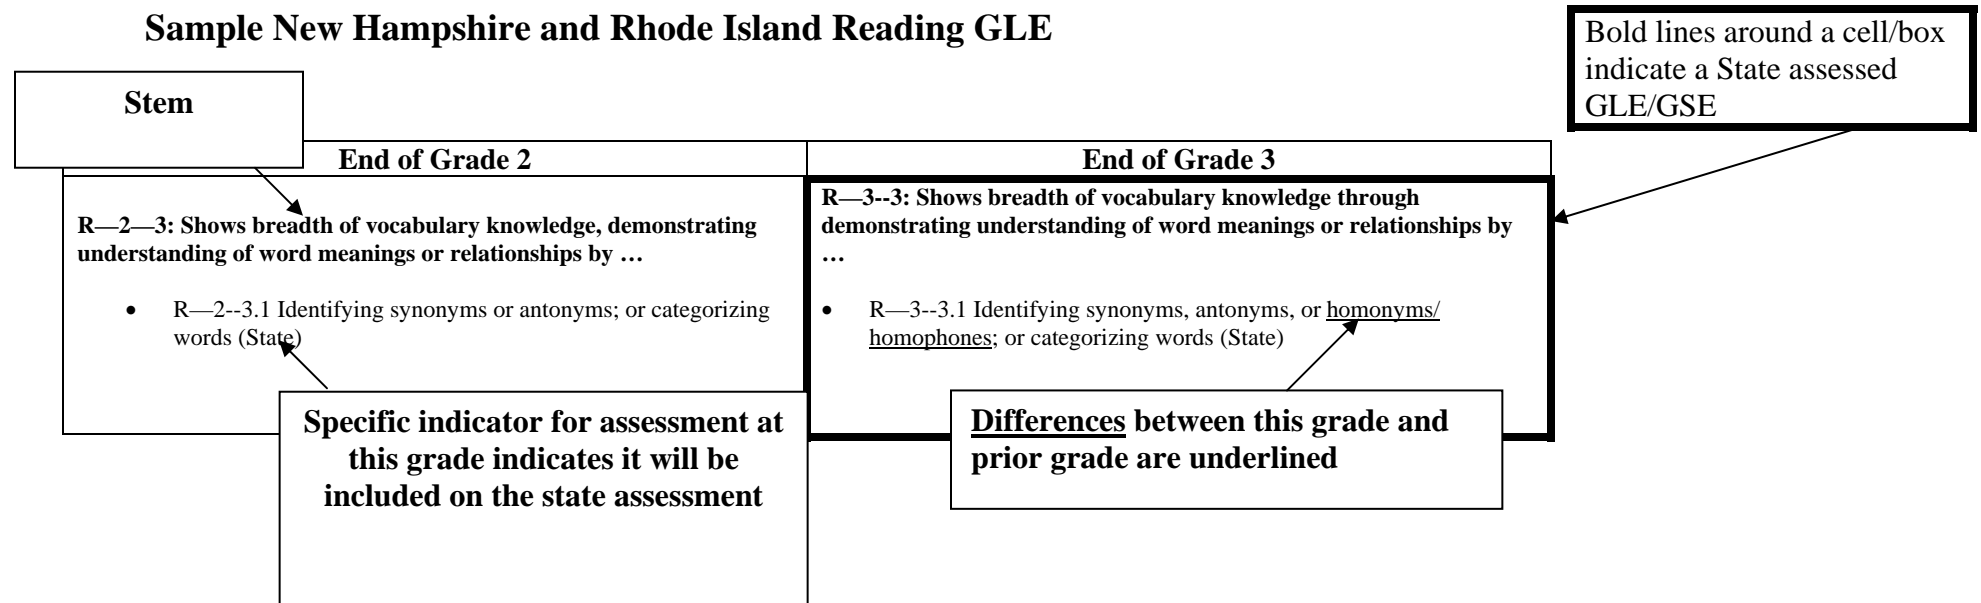 Sample New Hampshire and Rhode Island Reading GLE
Bold lines around a cell/box
indicate a State assessed
GLE/GSE
Stem
End of Grade 2
End of Grade 3
R—2—3: Shows breadth of vocabulary knowledge, demonstrating
understanding of word meanings or relationships by …
• R—2--3.1 Identifying synonyms or antonyms; or categorizing
words (State)
R—3--3: Shows breadth of vocabulary knowledge through
demonstrating understanding of word meanings or relationships by
…
• R—3--3.1 Identifying synonyms, antonyms, or homonyms/
homophones; or categorizing words (State)
Specific indicator for assessment at
this grade indicates it will be
included on the state assessment
Differences between this grade and
prior grade are underlined